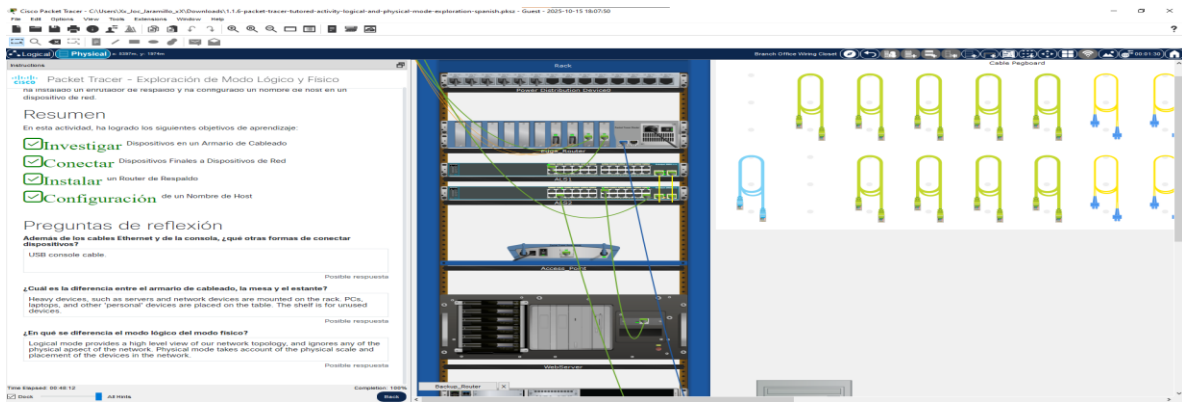 Cisco Packet Tracer - C:\Users\Xx_loc_Jaramillo_xX\Downloads\1.1.6-packet-tracer-tutored-activity-logical-and-physical-mode-exploration-spanish.pksz - Guest - 2025-10-15 18:07:50
File Edit Options View Tools Extensions Window Help
Logical Physical
Branch Office Wiring Closet
00:01:30
Instructions
Rack
Cable Pegboard
Packet Tracer - Exploración de Modo Lógico y Físico
ha instalado un enrutador de respaldo y ha configurado un nombre de host en un
dispositivo de red.
Resumen
En esta actividad, ha logrado los siguientes objetivos de aprendizaje:
Investigar Dispositivos en un Armario de Cableado
Conectar Dispositivos Finales a Dispositivos de Red
Instalar un Router de Respaldo
Configuración de un Nombre de Host
Preguntas de reflexión
Además de los cables Ethernet y de la consola, ¿qué otras formas de conectar
dispositivos?
USB console cable.
Posible respuesta
¿Cuál es la diferencia entre el armario de cableado, la mesa y el estante?
Heavy devices, such as servers and network devices are mounted on the rack. PCs,
laptops, and other 'personal' devices are placed on the table. The shelf is for unused
devices.
Posible respuesta
¿En qué se diferencia el modo lógico del modo físico?
Logical mode provides a high level view of our network topology, and ignores any of the
physical apsect of the network. Physical mode takes account of the physical scale and
placement of the devices in the network.
Posible respuesta
Time Elapsed: 00:49:12
Completion: 100%
Dock
All Hints
Back
Power Distribution Device0
Edge_Router
ALS1
ALS2
Access_Point
WebServer
Backup_Router